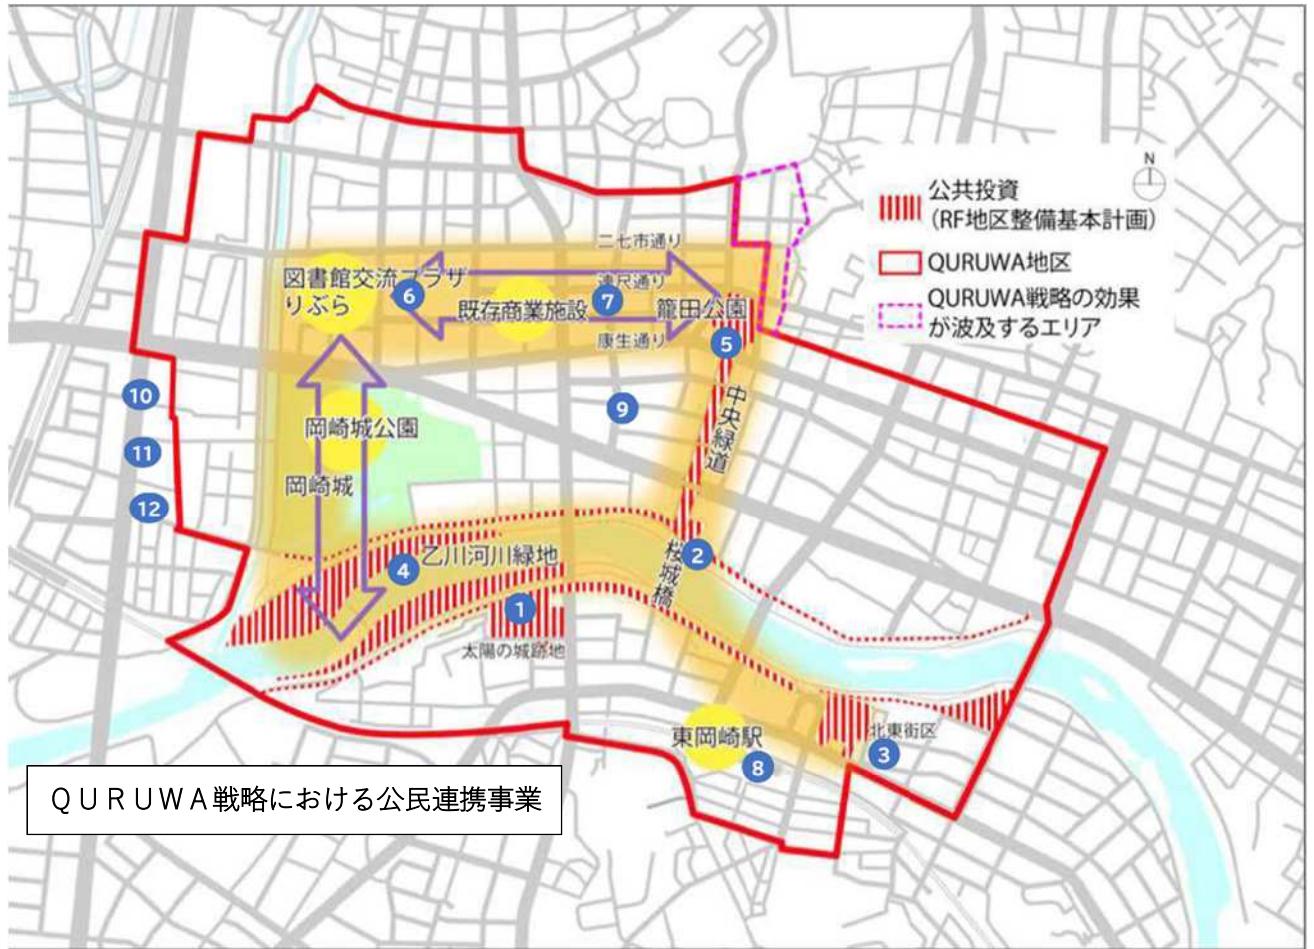 N
公共投資
(RF地区整備基本計画)
QURUWA地区
QURUWA戦略の効果
が波及するエリア
二七市通り
図書館交流プラザ
りぶら
連尺通り
6
既存商業施設
7
籠田公園
康生通り
5
10
岡崎城公園
9
中央緑道
11
岡崎城
12
乙川河川緑地
4
桜城橋
2
1
太陽の城跡地
東岡崎駅
8
北東街区
3
QURUWA戦略における公民連携事業